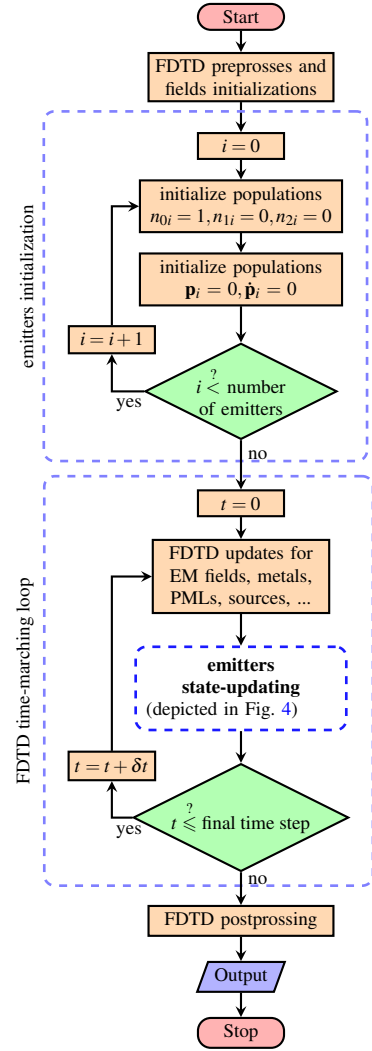 Start
FDTD preprosses and
fields initializations
emitters initialization
i = 0
initialize populations
n₀ᵢ = 1, n₁ᵢ = 0, n₂ᵢ = 0
initialize populations
𝐩ᵢ = 0, 𝐩̇ᵢ = 0
i = i + 1
?
i < number
of emitters
yes
no
FDTD time-marching loop
t = 0
FDTD updates for
EM fields, metals,
PMLs, sources, ...
emitters
state-updating
(depicted in Fig. 4)
t = t + δt
?
t ⩽ final time step
yes
no
FDTD postprossing
Output
Stop